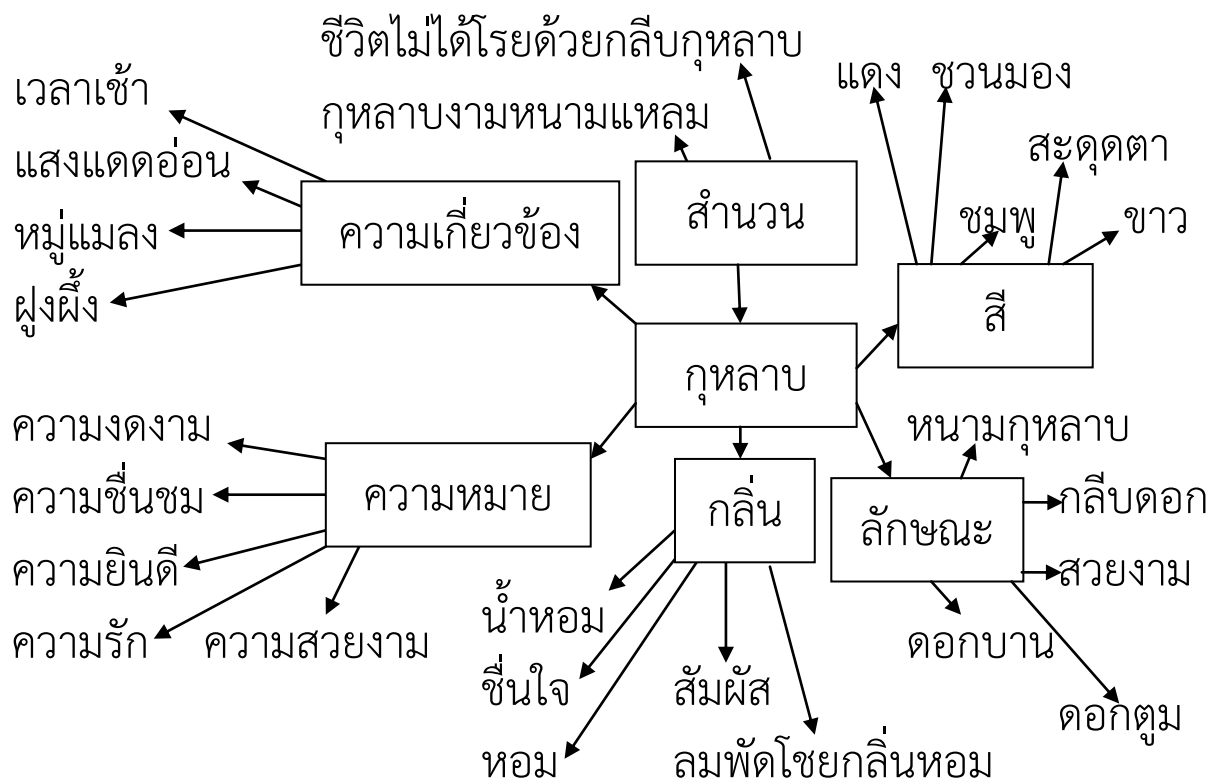 ชีวิตไม่ได้โรยด้วยกลีบกุหลาบ
กุหลาบงามหนามแหลม
สำนวน
เวลาเช้า
แสงแดดอ่อน
หมู่แมลง
ฝูงผึ้ง
ความเกี่ยวข้อง
แดง
ชวนมอง
สะดุดตา
ชมพู
ขาว
สี
กุหลาบ
ความงดงาม
ความชื่นชม
ความยินดี
ความรัก
ความสวยงาม
ความหมาย
กลิ่น
น้ำหอม
ชื่นใจ
หอม
สัมผัส
ลมพัดโชยกลิ่นหอม
หนามกุหลาบ
ลักษณะ
กลีบดอก
สวยงาม
ดอกบาน
ดอกตูม